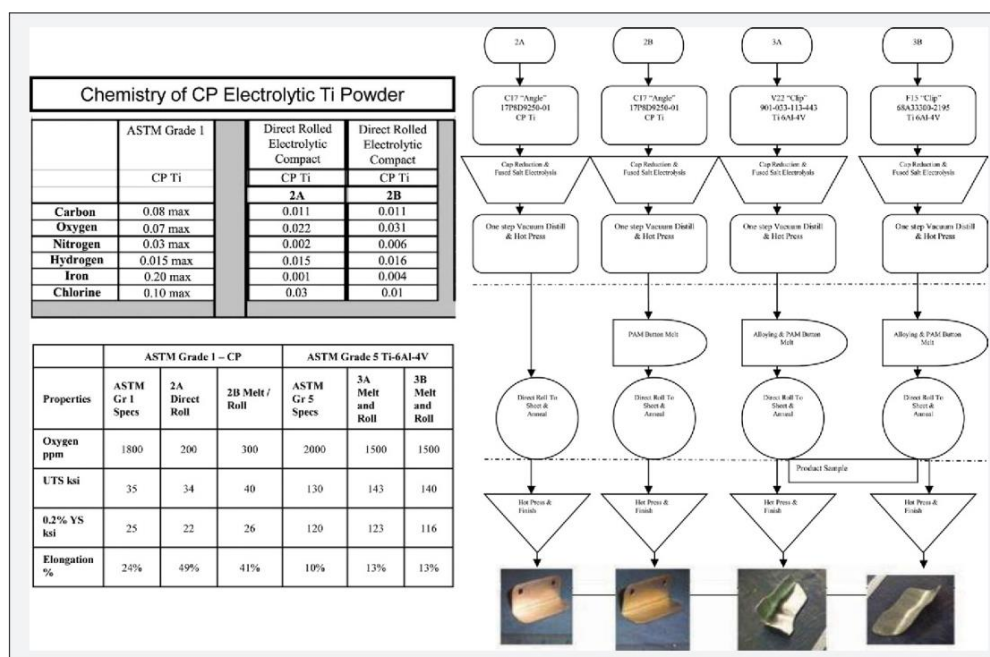 Chemistry of CP Electrolytic Ti Powder
ASTM Grade 1
Direct Rolled
Electrolytic
Compact
Direct Rolled
Electrolytic
Compact
CP Ti CP Ti CP Ti
2A 2B
Carbon 0.08 max 0.011 0.011
Oxygen 0.07 max 0.022 0.031
Nitrogen 0.03 max 0.002 0.006
Hydrogen 0.015 max 0.015 0.016
Iron 0.20 max 0.001 0.004
Chlorine 0.10 max 0.03 0.01
ASTM Grade 1 – CP ASTM Grade 5 Ti-6Al-4V
Properties
ASTM
Gr 1
Specs
2A
Direct
Roll
2B Melt /
Roll
ASTM
Gr 5
Specs
3A
Melt
and
Roll
3B
Melt
and
Roll
Oxygen
ppm
1800 200 300 2000 1500 1500
UTS ksi
35 34 40 130 143 140
0.2% YS
ksi
25 22 26 120 123 116
Elongation
%
24% 49% 41% 10% 13% 13%
2A 2B 3A 3B
C17 “Angle”
17P8D9250-01
CP Ti
C17 “Angle”
17P8D9250-01
CP Ti
V22 “Clip”
901-033-113-443
Ti 6Al-4V
F15 “Clip”
68A33300-2195
Ti 6Al-4V
Cap Reduction &
Fused Salt Electrolysis
Cap Reduction &
Fused Salt Electrolysis
Cap Reduction &
Fused Salt Electrolysis
Cap Reduction &
Fused Salt Electrolysis
One step Vacuum Distill
& Hot Press
One step Vacuum Distill
& Hot Press
One step Vacuum Distill
& Hot Press
One step Vacuum Distill
& Hot Press
PAM Button Melt
Alloying & PAM Button
Melt
Alloying & PAM Button
Melt
Direct Roll To
Sheet &
Annual
Direct Roll To
Sheet &
Annual
Direct Roll To
Sheet &
Annual
Direct Roll To
Sheet &
Annual
Product Sample
Hot Press &
Finish
Hot Press &
Finish
Hot Press &
Finish
Hot Press &
Finish